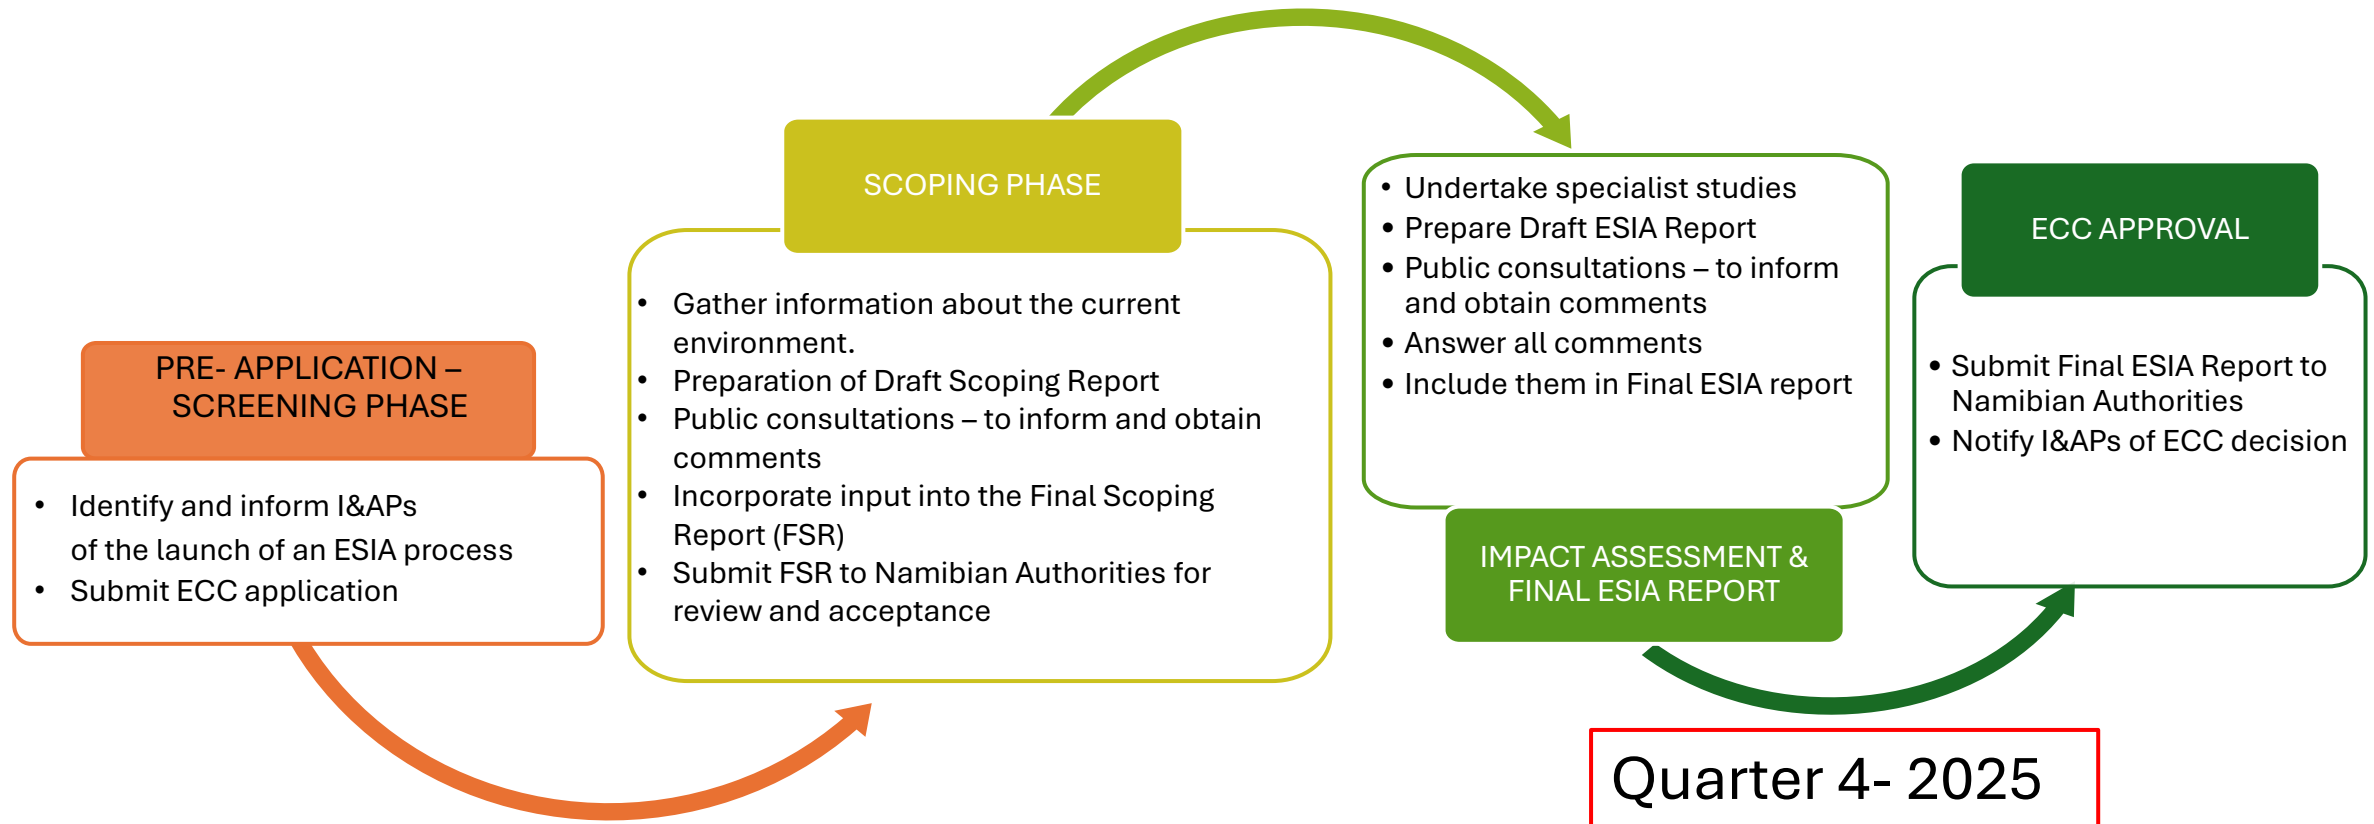 PRE- APPLICATION –
SCREENING PHASE
• Identify and inform I&APs
of the launch of an ESIA process
• Submit ECC application
SCOPING PHASE
• Gather information about the current
environment.
• Preparation of Draft Scoping Report
• Public consultations – to inform and obtain
comments
• Incorporate input into the Final Scoping
Report (FSR)
• Submit FSR to Namibian Authorities for
review and acceptance
• Undertake specialist studies
• Prepare Draft ESIA Report
• Public consultations – to inform
and obtain comments
• Answer all comments
• Include them in Final ESIA report
IMPACT ASSESSMENT &
FINAL ESIA REPORT
ECC APPROVAL
• Submit Final ESIA Report to
Namibian Authorities
• Notify I&APs of ECC decision
Quarter 4- 2025